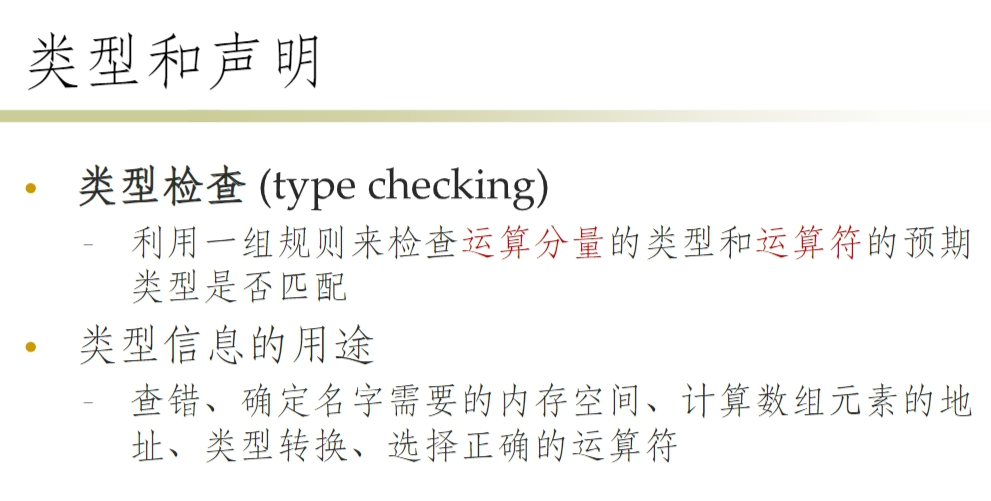 类型和声明
• 类型检查 (type checking)
– 利用一组规则来检查运算分量的类型和运算符的预期
类型是否匹配
• 类型信息的用途
– 查错、确定名字需要的内存空间、计算数组元素的地
址、类型转换、选择正确的运算符